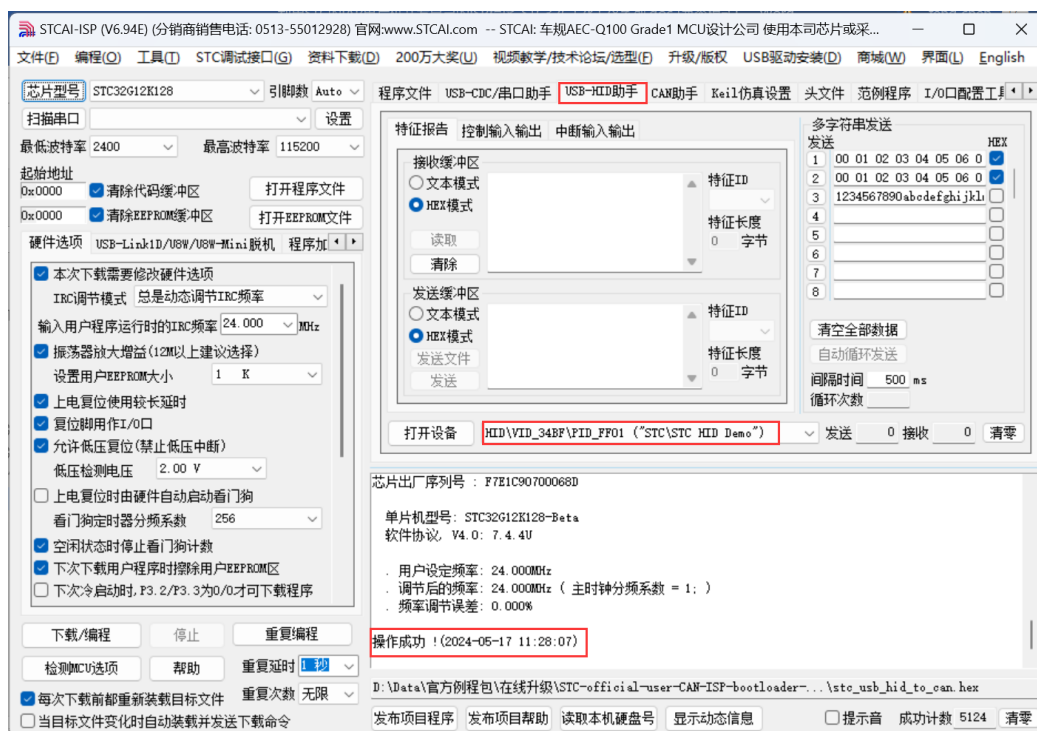 STCAI-ISP (V6.94E) (分销商销售电话: 0513-55012928) 官网:www.STCAI.com -- STCAI: 车规AEC-Q100 Grade1 MCU设计公司 使用本司芯片或采...
文件(F) 编程(O) 工具(T) STC调试接口(G) 资料下载(D) 200万大奖(U) 视频教学/技术论坛/选型(F) 升级/版权 USB驱动安装(D) 商城(W) 界面(L) English
芯片型号 STC32G12K128 引脚数 Auto
扫描串口 设置
最低波特率 2400 最高波特率 115200
起始地址
0x0000 清除代码缓冲区 打开程序文件
0x0000 清除EEPROM缓冲区 打开EEPROM文件
硬件选项 USB-Link1D/U8W/U8W-Mini脱机 程序加
本次下载需要修改硬件选项
IRC调节模式 总是动态调节IRC频率
输入用户程序运行时的IRC频率 24.000 MHz
振荡器放大增益(12M以上建议选择)
设置用户EEPROM大小 1 K
上电复位使用较长延时
复位脚用作I/O口
允许低压复位(禁止低压中断)
低压检测电压 2.00 V
上电复位时由硬件自动启动看门狗
看门狗定时器分频系数 256
空闲状态时停止看门狗计数
下次下载用户程序时擦除用户EEPROM区
下次冷启动时,P3.2/P3.3为0/0才可下载程序
下载/编程 停止 重复编程
检测MCU选项 帮助 重复延时 1 秒
每次下载前都重新装载目标文件 重复次数 无限
当目标文件变化时自动装载并发送下载命令
程序文件 USB-CDC/串口助手 USB-HID助手 CAN助手 Keil仿真设置 头文件 范例程序 I/O口配置工具
特征报告 控制输入输出 中断输入输出
接收缓冲区
文本模式 特征ID
HEX模式
特征长度
读取 0 字节
清除
发送缓冲区
文本模式 特征ID
HEX模式
发送文件 特征长度
发送 0 字节
多字符串发送
发送 HEX
1 00 01 02 03 04 05 06 0
2 00 01 02 03 04 05 06 0
3 1234567890abcdefghijkl
4
5
6
7
8
清空全部数据
自动循环发送
间隔时间 500 ms
循环次数
打开设备 HID\VID_34BF\PID_FF01 ("STC\STC HID Demo") 发送 0 接收 0 清零
芯片出厂序列号 : F7E1C90700068D
单片机型号: STC32G12K128-Beta
软件协议, V4.0: 7.4.4U
. 用户设定频率: 24.000MHz
. 调节后的频率: 24.000MHz ( 主时钟分频系数 = 1; )
. 频率调节误差: 0.000%
操作成功 !(2024-05-17 11:28:07)
D:\Data\官方例程包\在线升级\STC-official-user-CAN-ISP-bootloader-...\stc_usb_hid_to_can.hex
发布项目程序 发布项目帮助 读取本机硬盘号 显示动态信息 提示音 成功计数 5124 清零